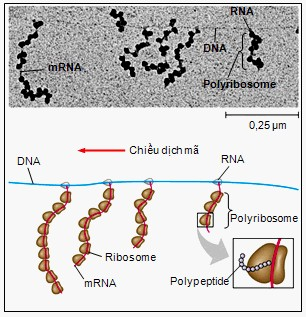 RNA
DNA
mRNA
Polyribosome
0,25 µm
Chiều dịch mã
DNA
RNA
Polyribosome
Ribosome
mRNA
Polypeptide